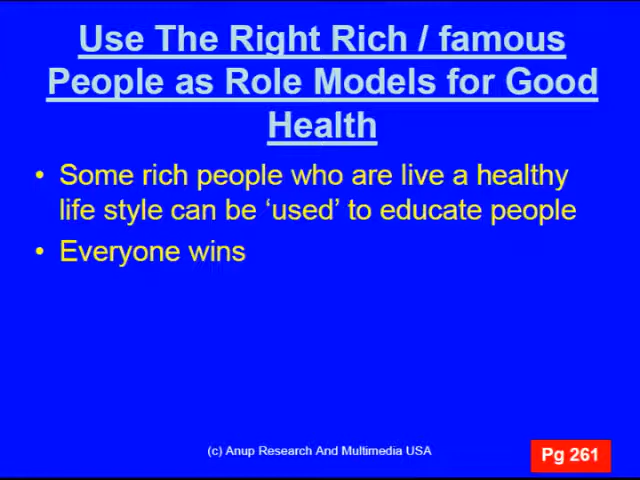 Use The Right Rich / famous
People as Role Models for Good
Health
• Some rich people who are live a healthy
life style can be ‘used’ to educate people
• Everyone wins
(c) Anup Research And Multimedia USA
Pg 261